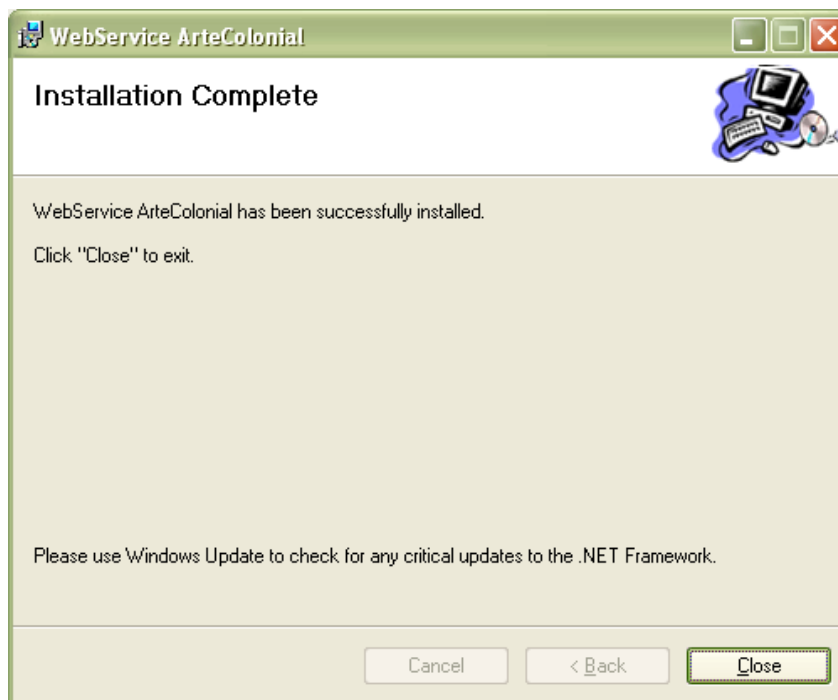 WebService ArteColonial
Installation Complete
WebService ArteColonial has been successfully installed.
Click "Close" to exit.
Please use Windows Update to check for any critical updates to the .NET Framework.
Cancel < Back Close